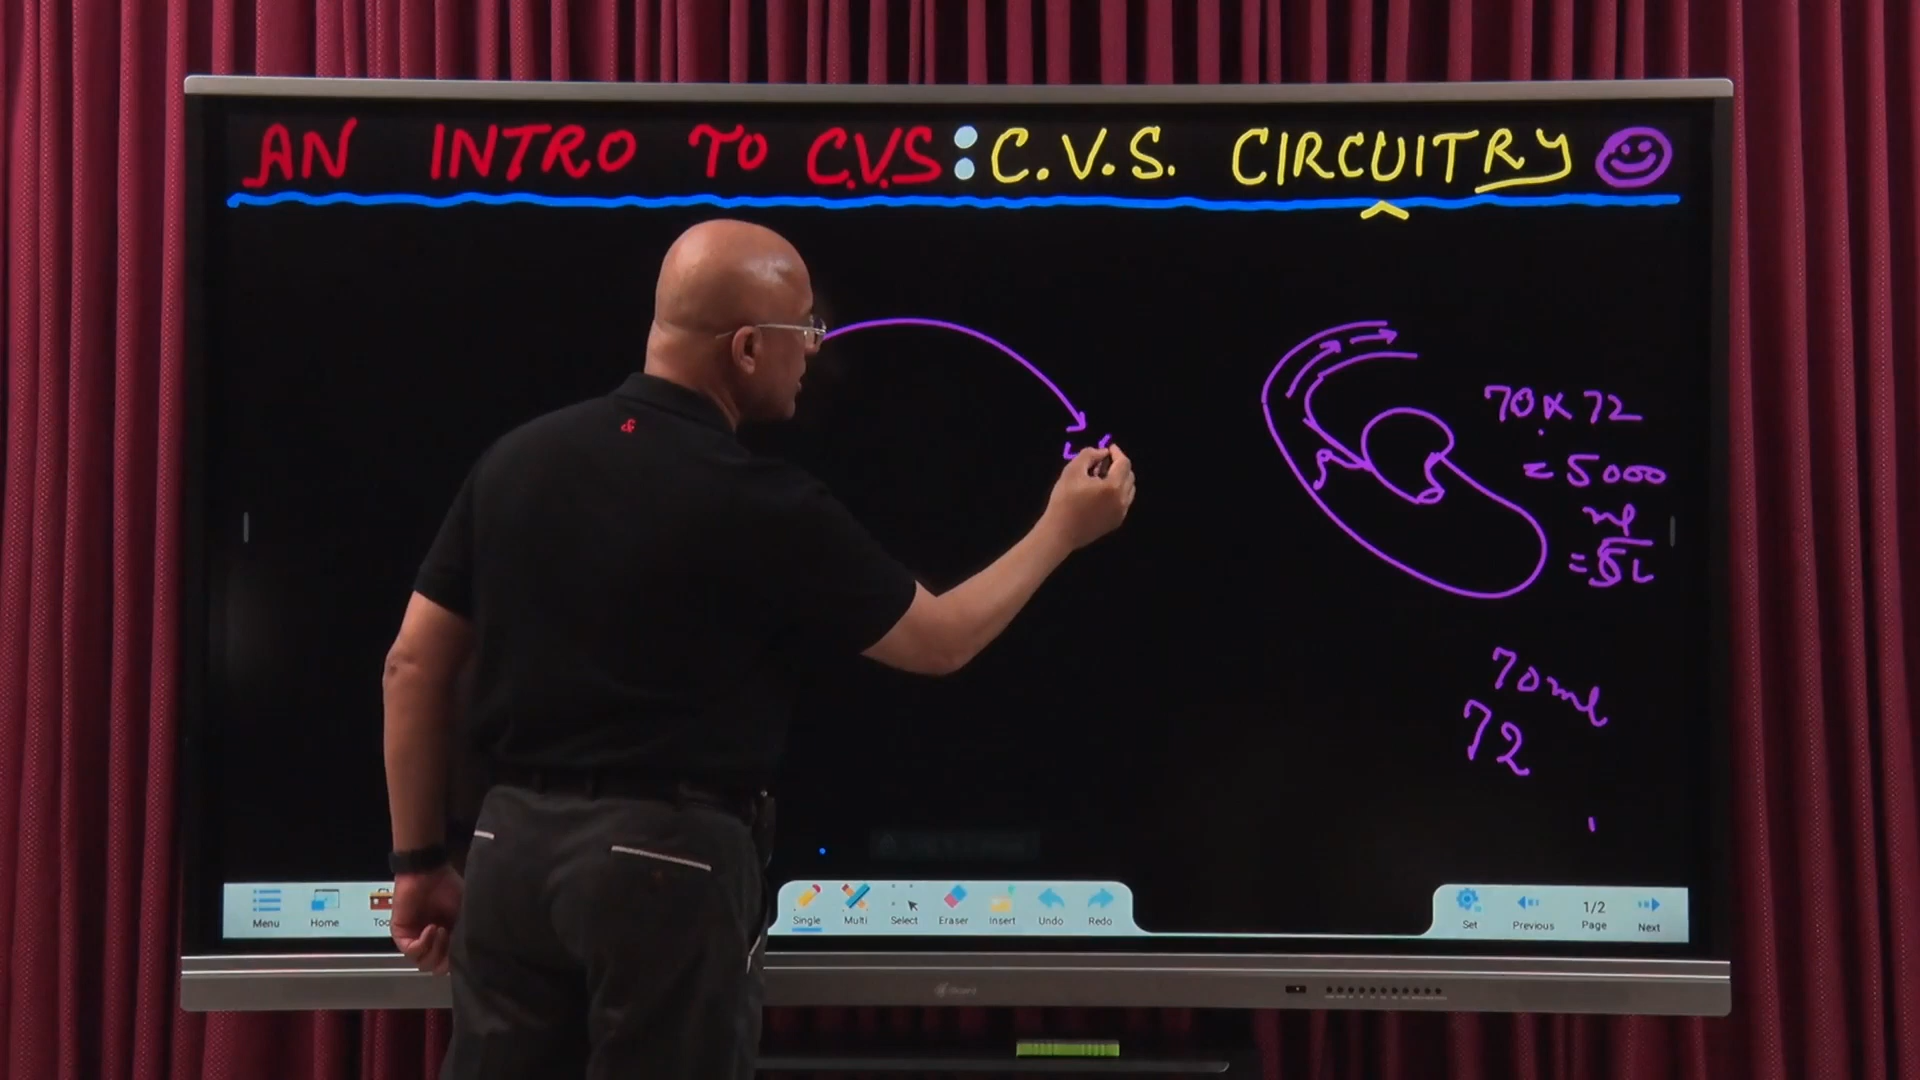 AN INTRO TO C.V.S : C.V.S. CIRCUITRY
70 x 72
= 5000
ml
= 5L
70ml
72
Menu Home Single Multi Select Eraser Insert Undo Redo Set Previous 1/2 Page Next